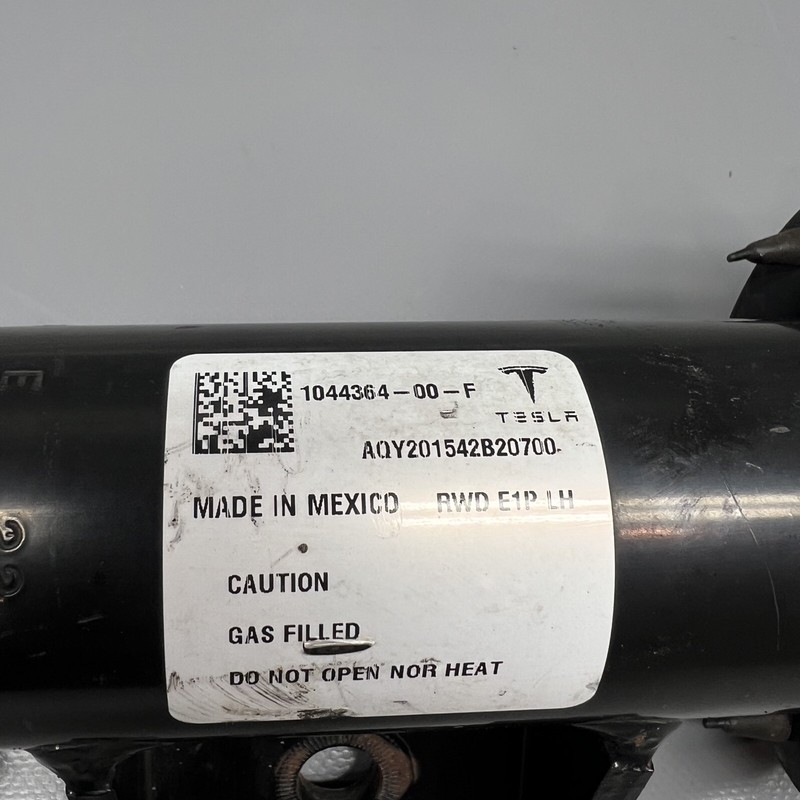 1044364-00-F
TESLA
AQY201542B20700
MADE IN MEXICO RWD E1P LH
CAUTION
GAS FILLED
DO NOT OPEN NOR HEAT